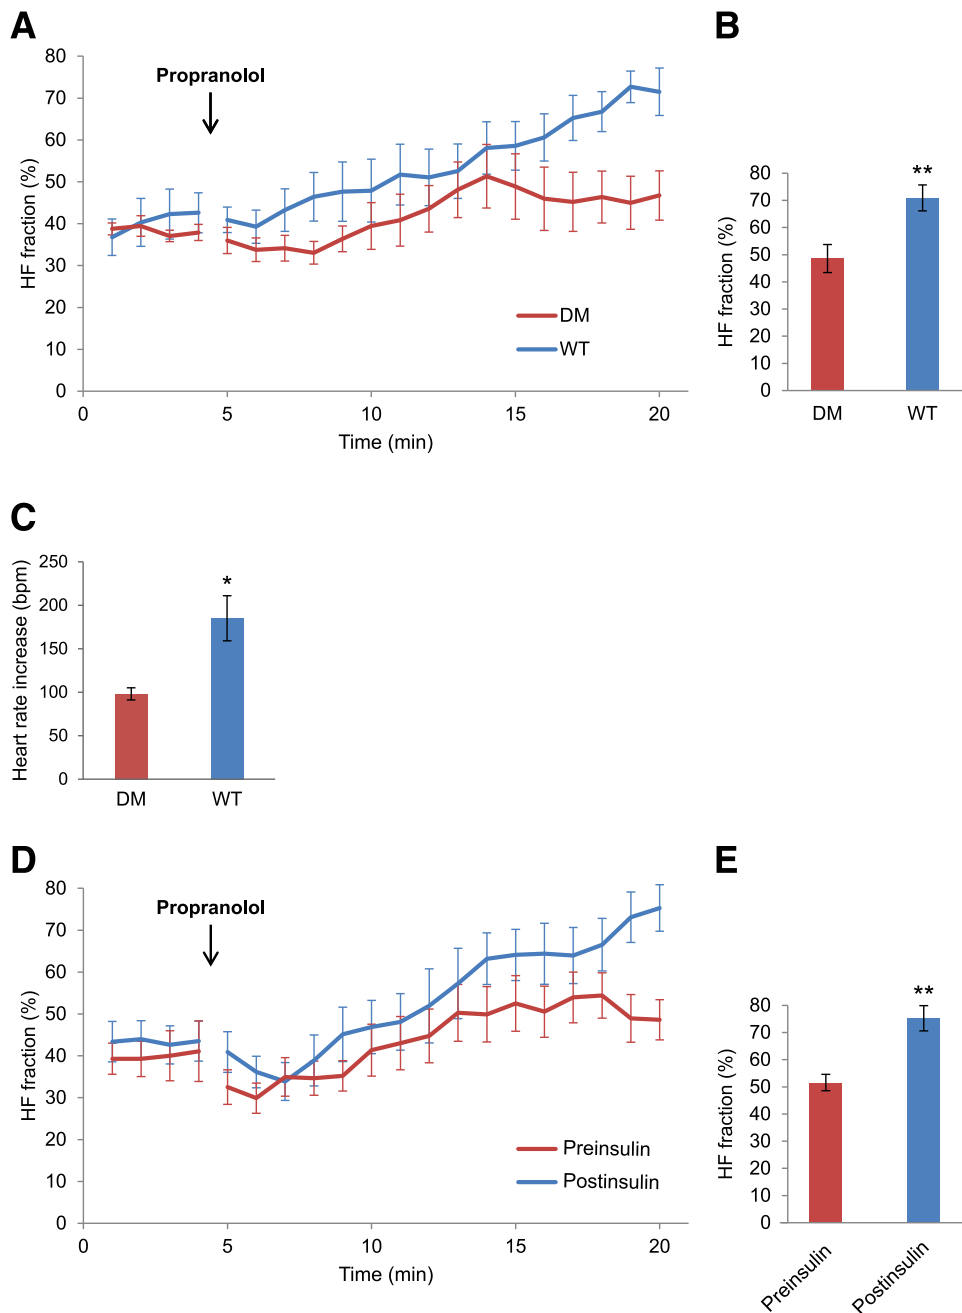 A
Propranolol
HF fraction (%)
80
70
60
50
40
30
20
10
0
DM
WT
0 5 10 15 20
Time (min)
B
**
HF fraction (%)
80
70
60
50
40
30
20
10
0
DM WT
C
*
Heart rate increase (bpm)
250
200
150
100
50
0
DM WT
D
Propranolol
HF fraction (%)
80
70
60
50
40
30
20
10
0
Preinsulin
Postinsulin
0 5 10 15 20
Time (min)
E
**
HF fraction (%)
80
70
60
50
40
30
20
10
0
Preinsulin
Postinsulin